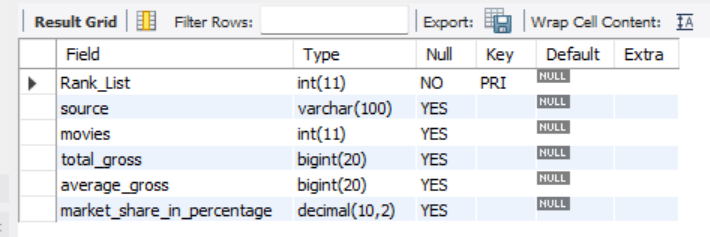 Result Grid Filter Rows: Export: Wrap Cell Content: IA
Field Type Null Key Default Extra
Rank_List int(11) NO PRI NULL
source varchar(100) YES NULL
movies int(11) YES NULL
total_gross bigint(20) YES NULL
average_gross bigint(20) YES NULL
market_share_in_percentage decimal(10,2) YES NULL